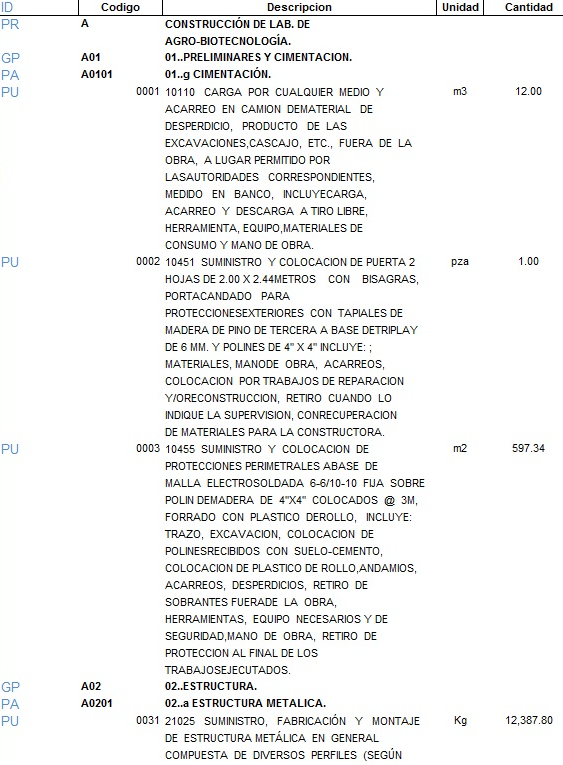 ID Codigo Descripcion Unidad Cantidad
PR A CONSTRUCCIÓN DE LAB. DE
AGRO-BIOTECNOLOGÍA.
GP A01 01..PRELIMINARES Y CIMENTACION.
PA A0101 01..g CIMENTACIÓN.
PU 0001 10110 CARGA POR CUALQUIER MEDIO Y m3 12.00
ACARREO EN CAMION DEMATERIAL DE
DESPERDICIO, PRODUCTO DE LAS
EXCAVACIONES,CASCAJO, ETC., FUERA DE LA
OBRA, A LUGAR PERMITIDO POR
LASAUTORIDADES CORRESPONDIENTES,
MEDIDO EN BANCO, INCLUYECARGA,
ACARREO Y DESCARGA A TIRO LIBRE,
HERRAMIENTA, EQUIPO,MATERIALES DE
CONSUMO Y MANO DE OBRA.
PU 0002 10451 SUMINISTRO Y COLOCACION DE PUERTA 2 pza 1.00
HOJAS DE 2.00 X 2.44METROS CON BISAGRAS,
PORTACANDADO PARA
PROTECCIONESEXTERIORES CON TAPIALES DE
MADERA DE PINO DE TERCERA A BASE DETRIPLAY
DE 6 MM. Y POLINES DE 4" X 4" INCLUYE: ;
MATERIALES, MANODE OBRA, ACARREOS,
COLOCACION POR TRABAJOS DE REPARACION
Y/ORECONSTRUCCION, RETIRO CUANDO LO
INDIQUE LA SUPERVISION, CONRECUPERACION
DE MATERIALES PARA LA CONSTRUCTORA.
PU 0003 10455 SUMINISTRO Y COLOCACION DE m2 597.34
PROTECCIONES PERIMETRALES ABASE DE
MALLA ELECTROSOLDADA 6-6/10-10 FIJA SOBRE
POLIN DEMADERA DE 4"X4" COLOCADOS @ 3M,
FORRADO CON PLASTICO DEROLLO, INCLUYE:
TRAZO, EXCAVACION, COLOCACION DE
POLINESRECIBIDOS CON SUELO-CEMENTO,
COLOCACION DE PLASTICO DE ROLLO,ANDAMIOS,
ACARREOS, DESPERDICIOS, RETIRO DE
SOBRANTES FUERADE LA OBRA,
HERRAMIENTAS, EQUIPO NECESARIOS Y DE
SEGURIDAD,MANO DE OBRA, RETIRO DE
PROTECCION AL FINAL DE LOS
TRABAJOSEJECUTADOS.
GP A02 02..ESTRUCTURA.
PA A0201 02..a ESTRUCTURA METALICA.
PU 0031 21025 SUMINISTRO, FABRICACIÓN Y MONTAJE Kg 12,387.80
DE ESTRUCTURA METÁLICA EN GENERAL
COMPUESTA DE DIVERSOS PERFILES (SEGÚN